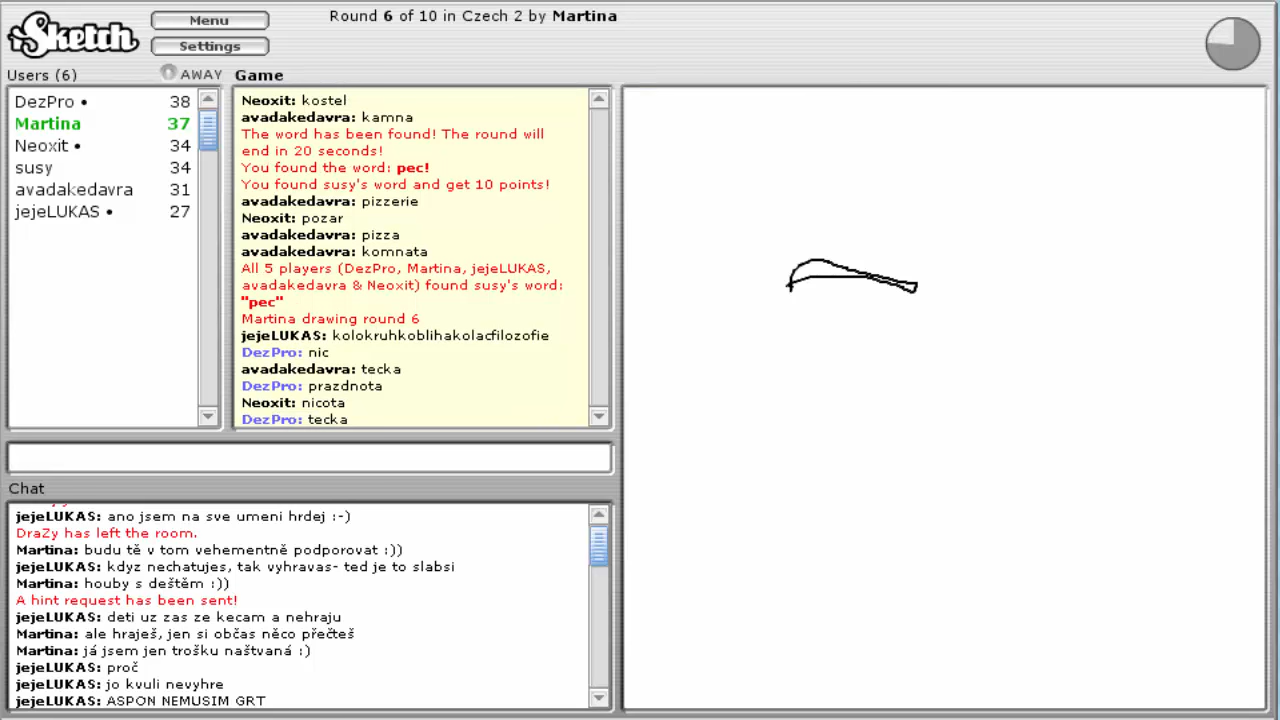 iSketch
Menu
Settings
Round 6 of 10 in Czech 2 by Martina
Users (6)
AWAY
Game
DezPro • 38
Martina 37
Neoxit • 34
susy 34
avadakedavra 31
jejeLUKAS • 27
Neoxit: kostel
avadakedavra: kamna
The word has been found! The round will
end in 20 seconds!
You found the word: pec!
You found susy's word and get 10 points!
avadakedavra: pizzerie
Neoxit: pozar
avadakedavra: pizza
avadakedavra: komnata
All 5 players (DezPro, Martina, jejeLUKAS,
avadakedavra & Neoxit) found susy's word:
"pec"
Martina drawing round 6
jejeLUKAS: kolokruhkoblihakolacfilozofie
DezPro: nic
avadakedavra: tecka
DezPro: prazdnota
Neoxit: nicota
DezPro: tecka
Chat
jejeLUKAS: ano jsem na sve umeni hrdej :-)
DraZy has left the room.
Martina: budu tě v tom vehementně podporovat :))
jejeLUKAS: kdyz nechatujes, tak vyhravas- ted je to slabsi
Martina: houby s deštěm :))
A hint request has been sent!
jejeLUKAS: deti uz zas ze kecam a nehraju
Martina: ale hraješ, jen si občas něco přečteš
Martina: já jsem jen trošku naštvaná :)
jejeLUKAS: proč
jejeLUKAS: jo kvuli nevyhre
jejeLUKAS: ASPON NEMUSIM GRT